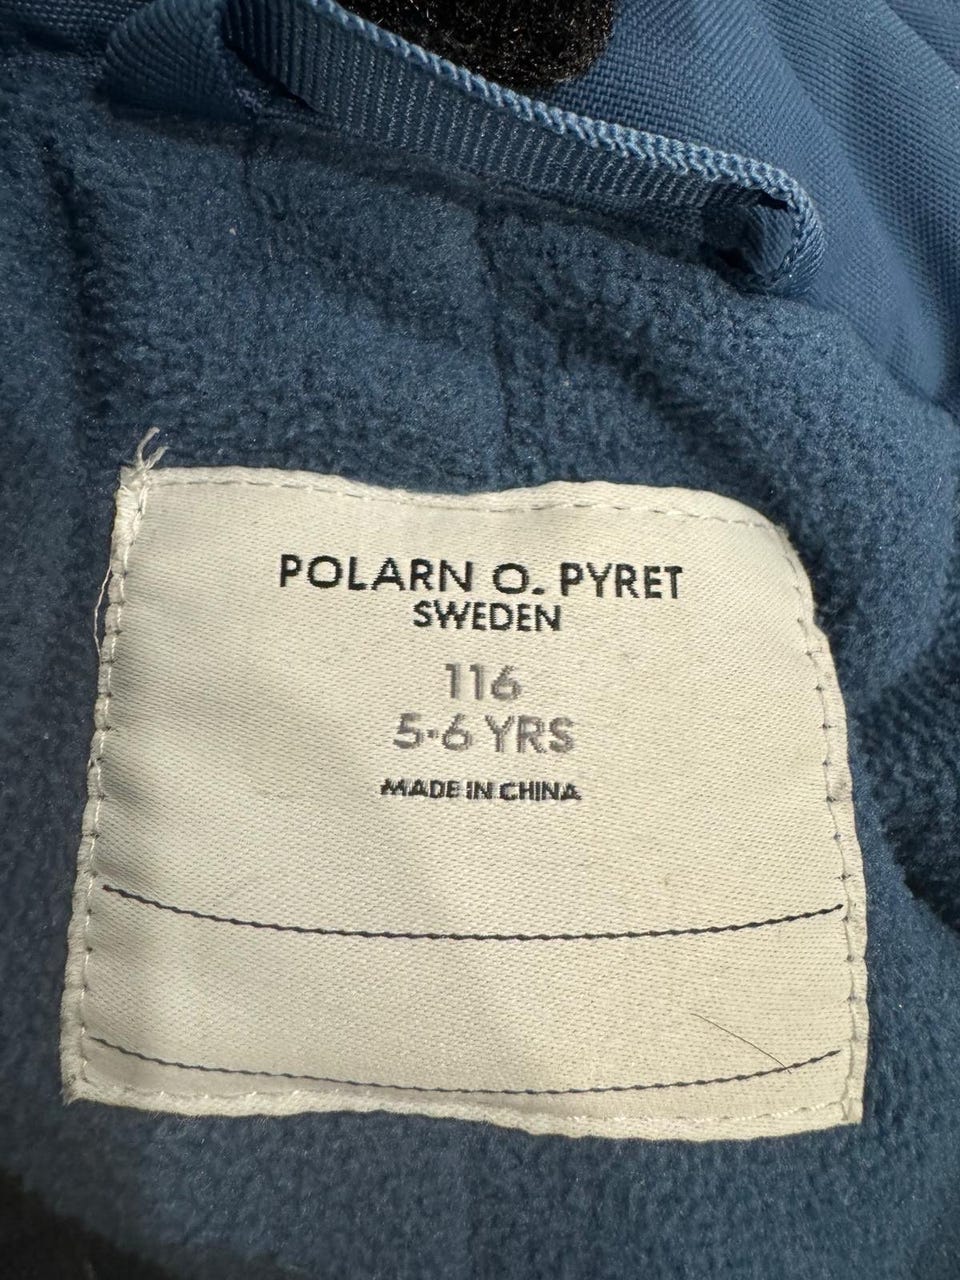 POLARN O. PYRET
SWEDEN
116
5-6 YRS
MADE IN CHINA